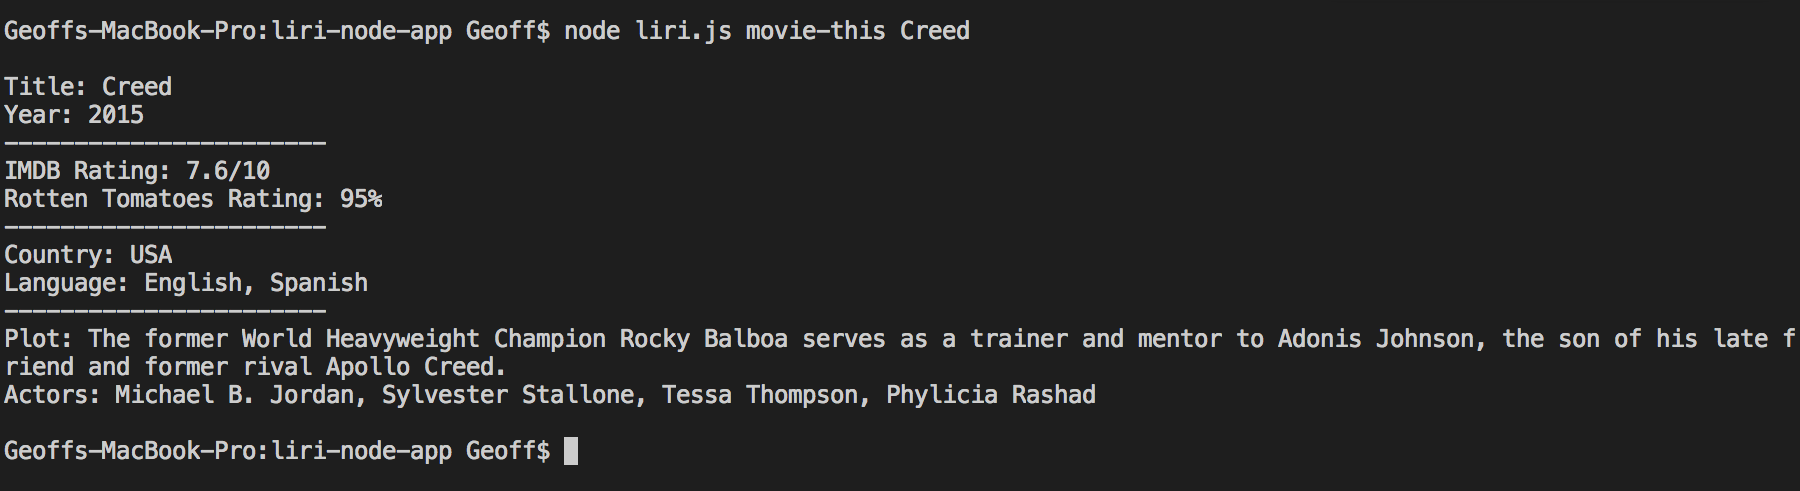 Geoffs-MacBook-Pro:liri-node-app Geoff$ node liri.js movie-this Creed
Title: Creed
Year: 2015
-----------------------
IMDB Rating: 7.6/10
Rotten Tomatoes Rating: 95%
-----------------------
Country: USA
Language: English, Spanish
-----------------------
Plot: The former World Heavyweight Champion Rocky Balboa serves as a trainer and mentor to Adonis Johnson, the son of his late f
riend and former rival Apollo Creed.
Actors: Michael B. Jordan, Sylvester Stallone, Tessa Thompson, Phylicia Rashad
Geoffs-MacBook-Pro:liri-node-app Geoff$